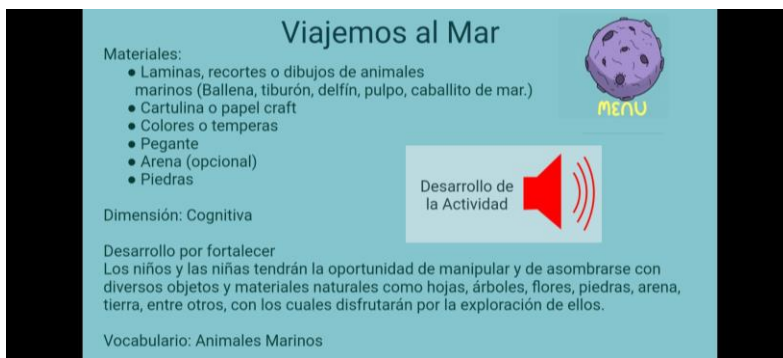 Viajemos al Mar
Materiales:
● Laminas, recortes o dibujos de animales
marinos (Ballena, tiburón, delfín, pulpo, caballito de mar.)
● Cartulina o papel craft
● Colores o temperas
● Pegante
● Arena (opcional)
● Piedras
MENU
Desarrollo de
la Actividad
Dimensión: Cognitiva
Desarrollo por fortalecer
Los niños y las niñas tendrán la oportunidad de manipular y de asombrarse con
diversos objetos y materiales naturales como hojas, árboles, flores, piedras, arena,
tierra, entre otros, con los cuales disfrutarán por la exploración de ellos.
Vocabulario: Animales Marinos